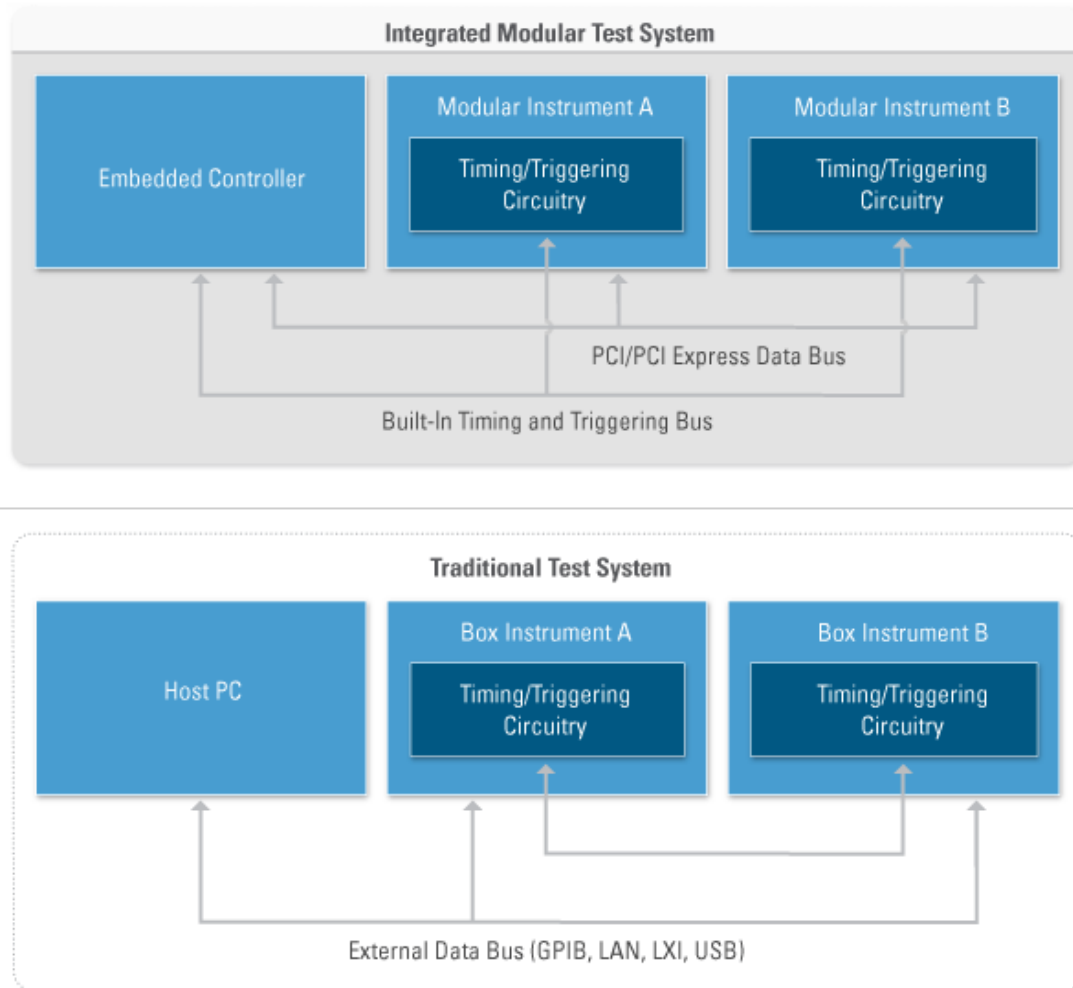 Integrated Modular Test System
Embedded Controller
Modular Instrument A
Timing/Triggering
Circuitry
Modular Instrument B
Timing/Triggering
Circuitry
PCI/PCI Express Data Bus
Built-In Timing and Triggering Bus
Traditional Test System
Host PC
Box Instrument A
Timing/Triggering
Circuitry
Box Instrument B
Timing/Triggering
Circuitry
External Data Bus (GPIB, LAN, LXI, USB)